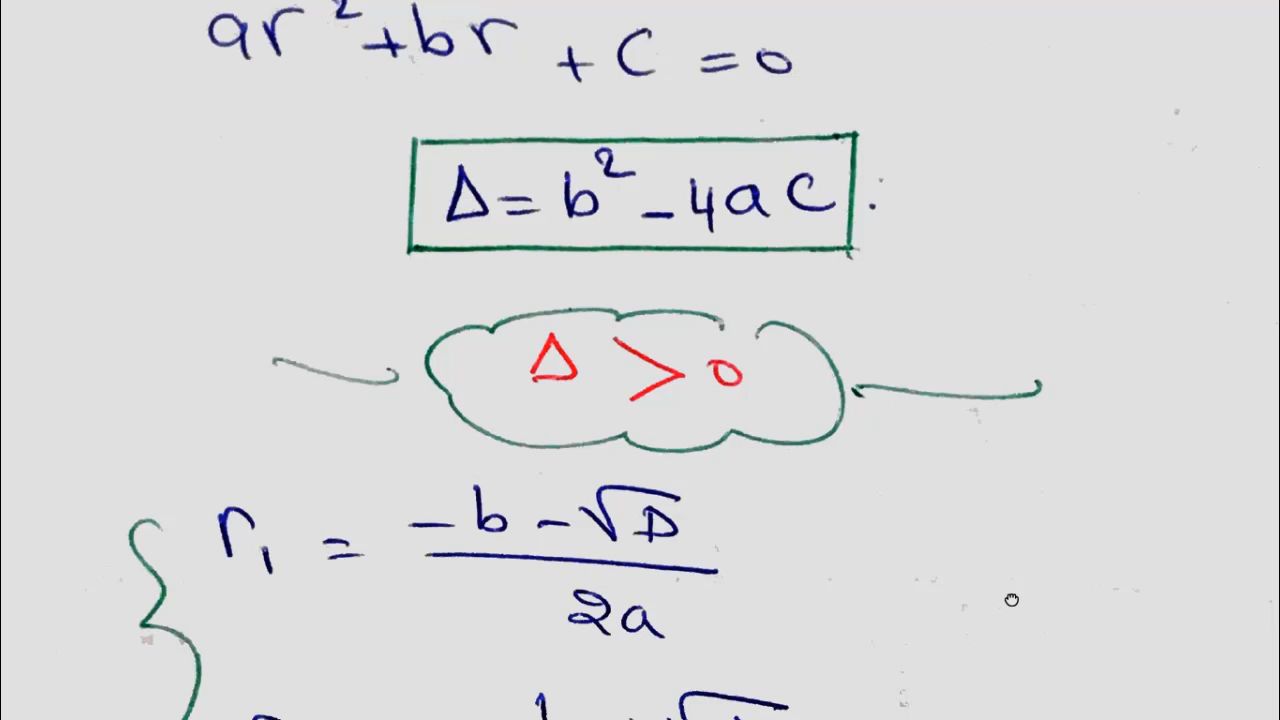 ar² + br + c = 0
Δ = b² - 4ac :
Δ > 0
r₁ = (-b - √Δ) / 2a